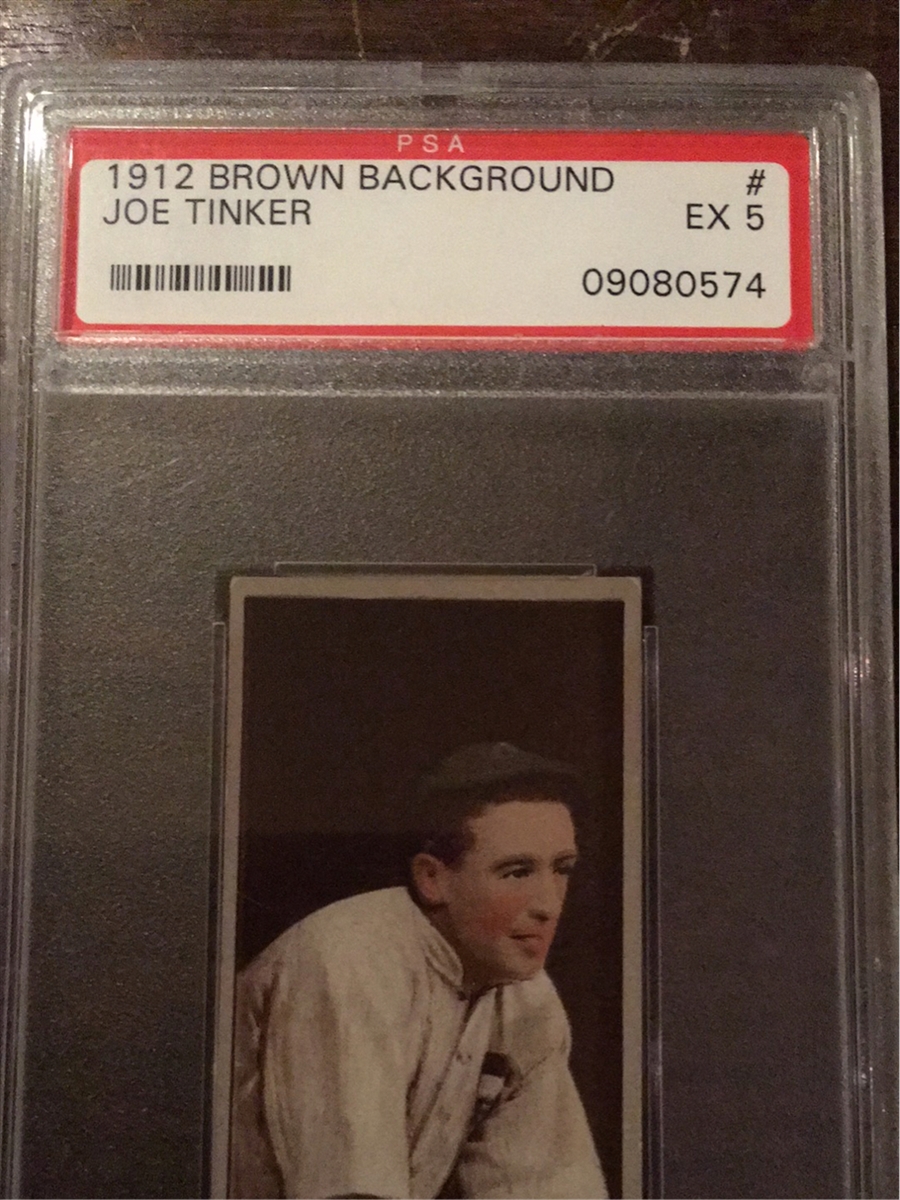 PSA
1912 BROWN BACKGROUND #
JOE TINKER EX 5
09080574